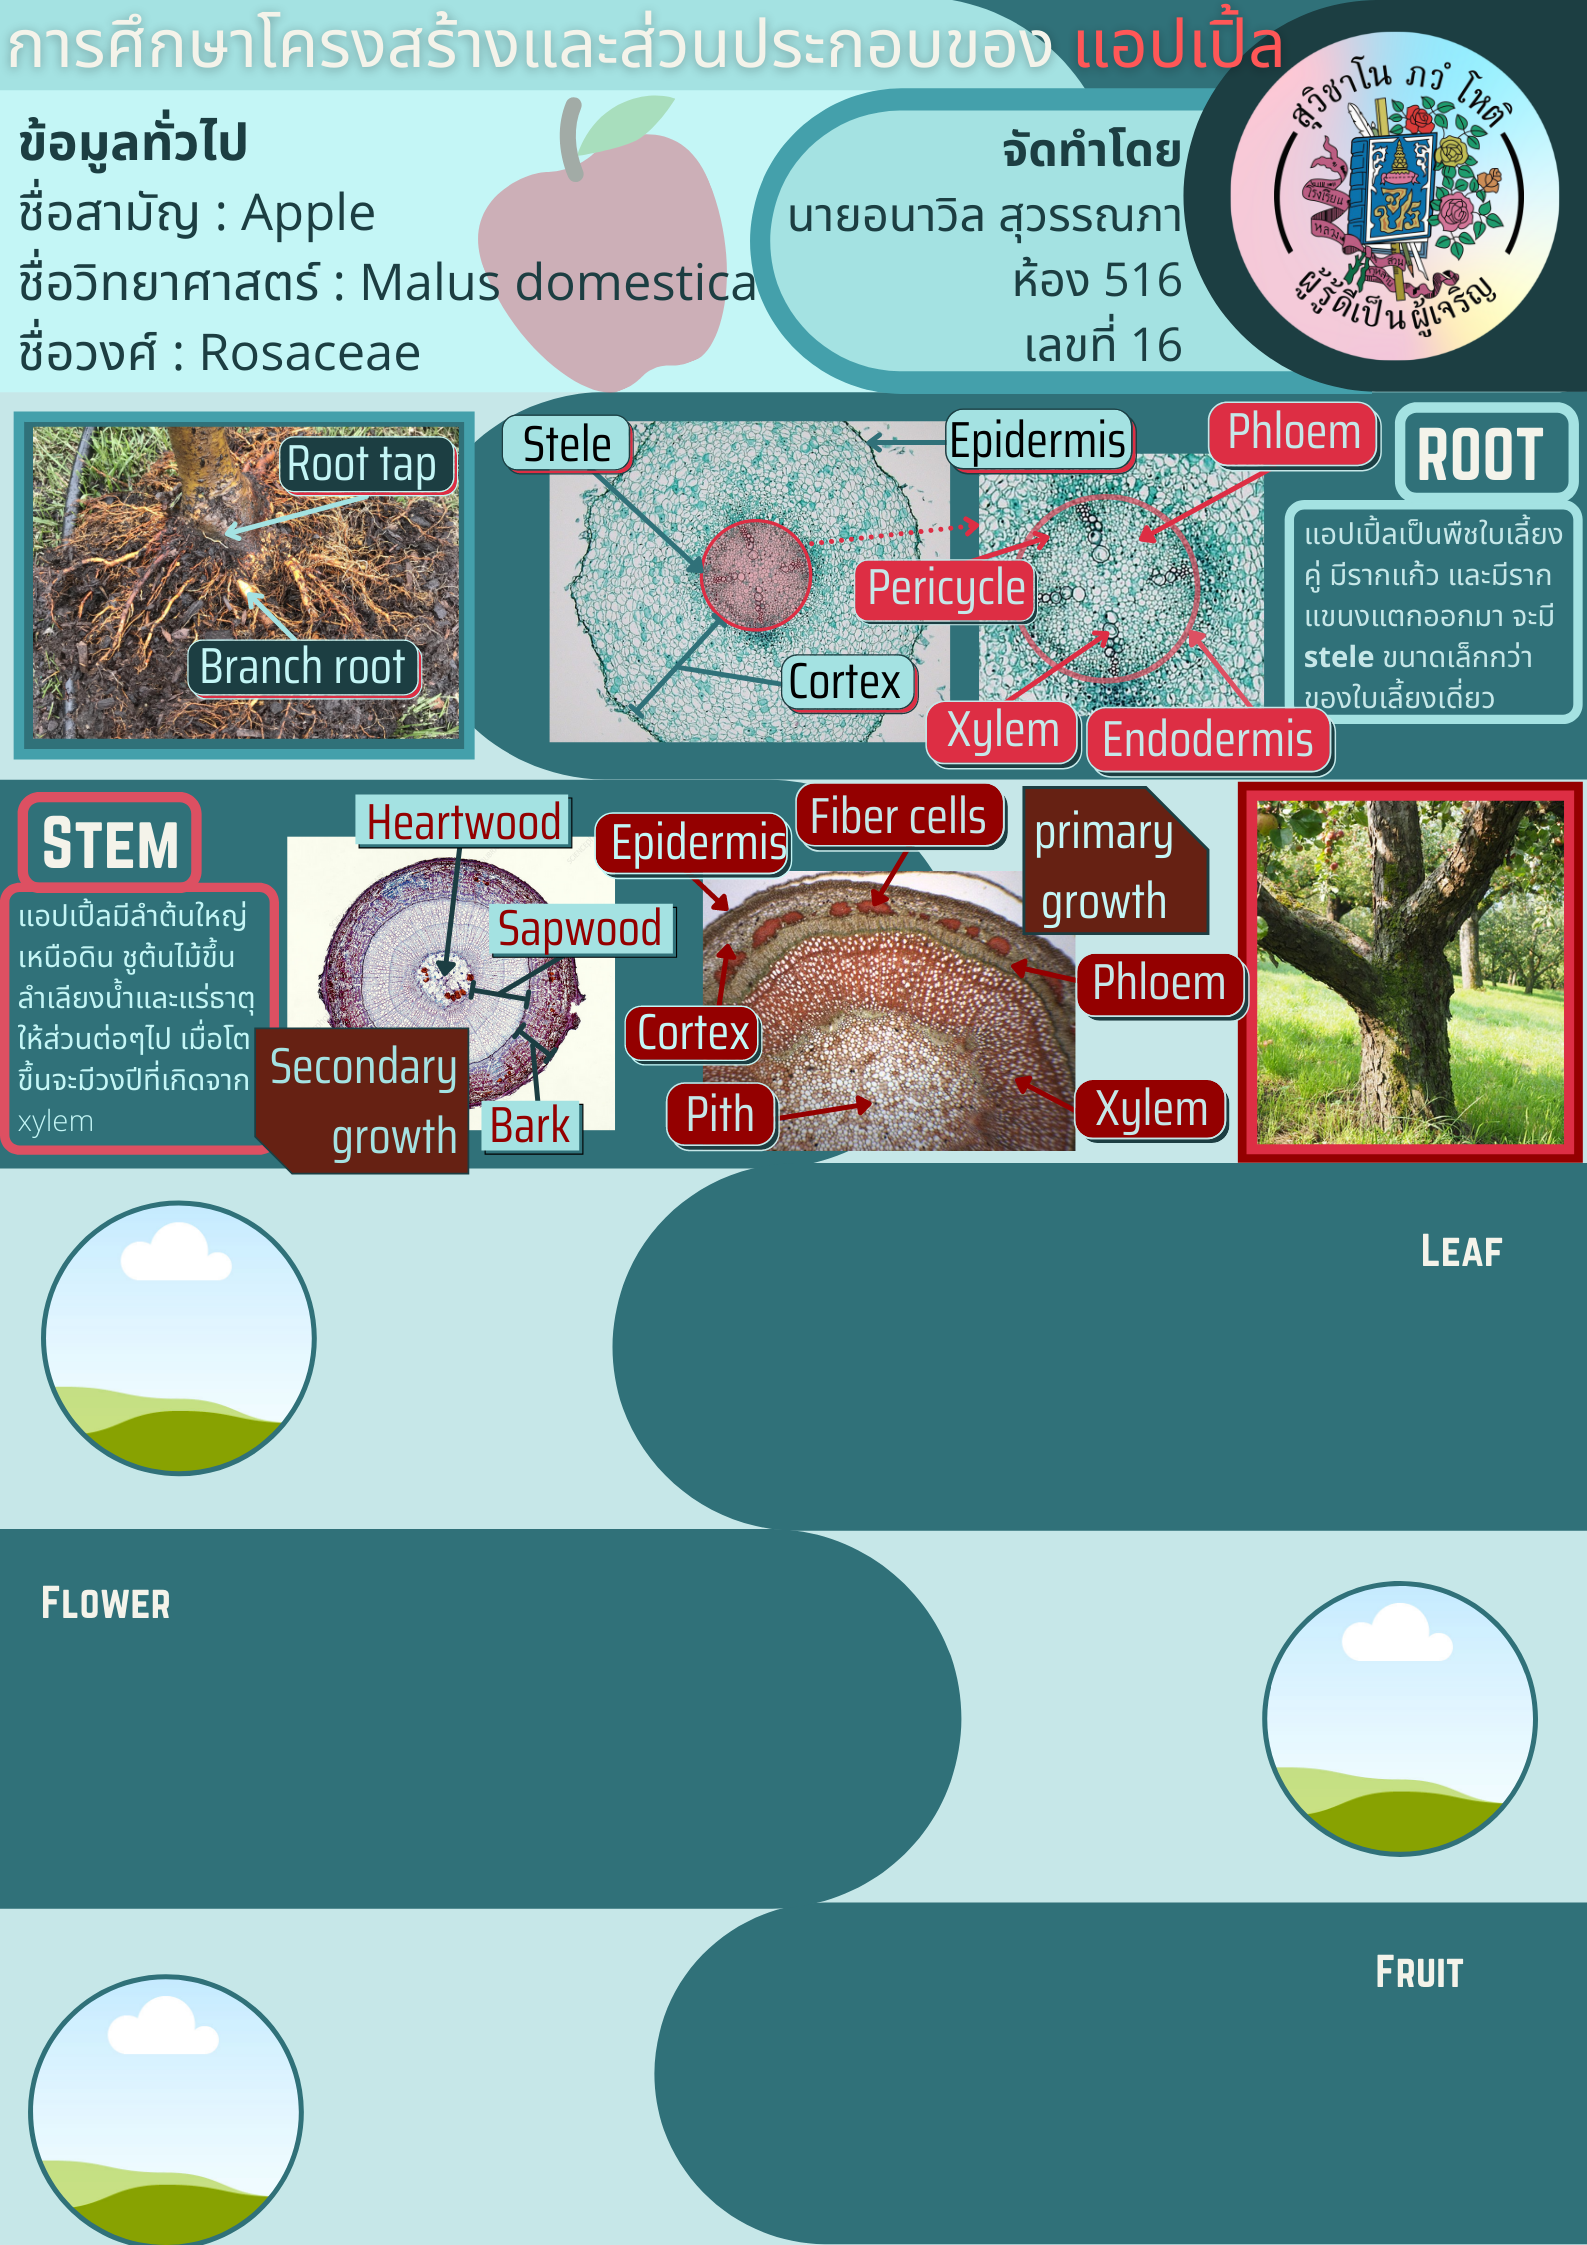 การศึกษาโครงสร้างและส่วนประกอบของ แอปเปิ้ล
ข้อมูลทั่วไป
ชื่อสามัญ : Apple
ชื่อวิทยาศาสตร์ : Malus domestica
ชื่อวงศ์ : Rosaceae
จัดทำโดย
นายอนาวิล สุวรรณภา
ห้อง 516
เลขที่ 16
สุวิชาโน ภวํ โหติ
โรงเรียน
ผู้รู้ดีเป็น ผู้เจริญ
Root tap
Branch root
Stele
Epidermis
Phloem
Pericycle
Cortex
Xylem
Endodermis
ROOT
แอปเปิ้ลเป็นพืชใบเลี้ยง
คู่ มีรากแก้ว และมีราก
แขนงแตกออกมา จะมี
stele ขนาดเล็กกว่า
ของใบเลี้ยงเดี่ยว
STEM
แอปเปิ้ลมีลำต้นใหญ่
เหนือดิน ชูต้นไม้ขึ้น
ลำเลียงน้ำและแร่ธาตุ
ให้ส่วนต่อๆไป เมื่อโต
ขึ้นจะมีวงปีที่เกิดจาก
xylem
Heartwood
Sapwood
Bark
Secondary
growth
Epidermis
Fiber cells
primary
growth
Phloem
Cortex
Pith
Xylem
LEAF
FLOWER
FRUIT